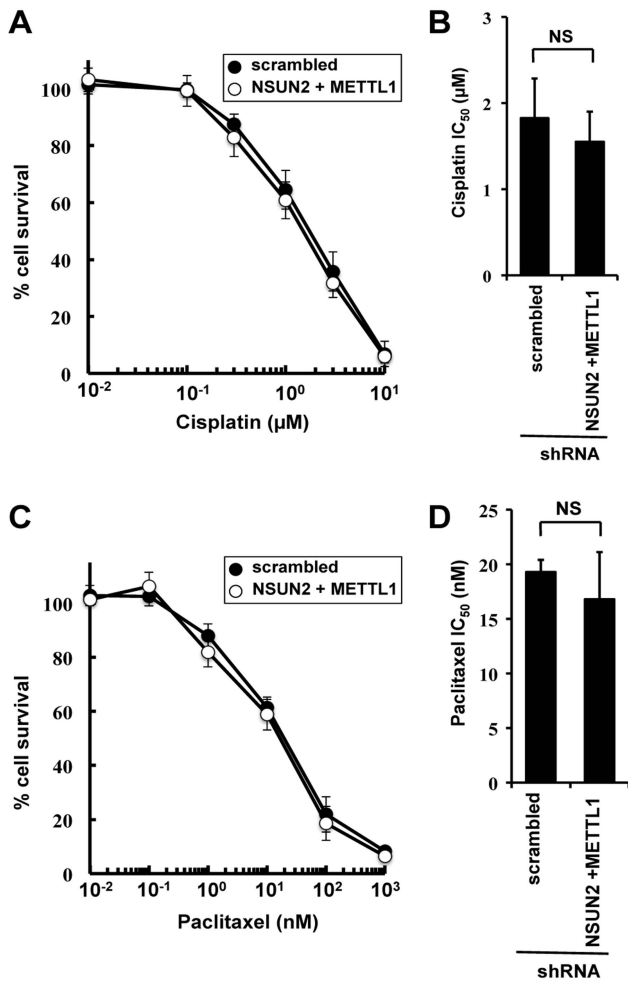 A
scrambled
NSUN2 + METTL1
100
80
60
40
20
0
% cell survival
10⁻² 10⁻¹ 10⁰ 10¹
Cisplatin (µM)
B
NS
3
2
1
0
Cisplatin IC₅₀ (µM)
scrambled
NSUN2 +METTL1
shRNA
C
scrambled
NSUN2 + METTL1
100
80
60
40
20
0
% cell survival
10⁻² 10⁻¹ 10⁰ 10¹ 10² 10³
Paclitaxel (nM)
D
NS
25
20
15
10
5
0
Paclitaxel IC₅₀ (nM)
scrambled
NSUN2 +METTL1
shRNA